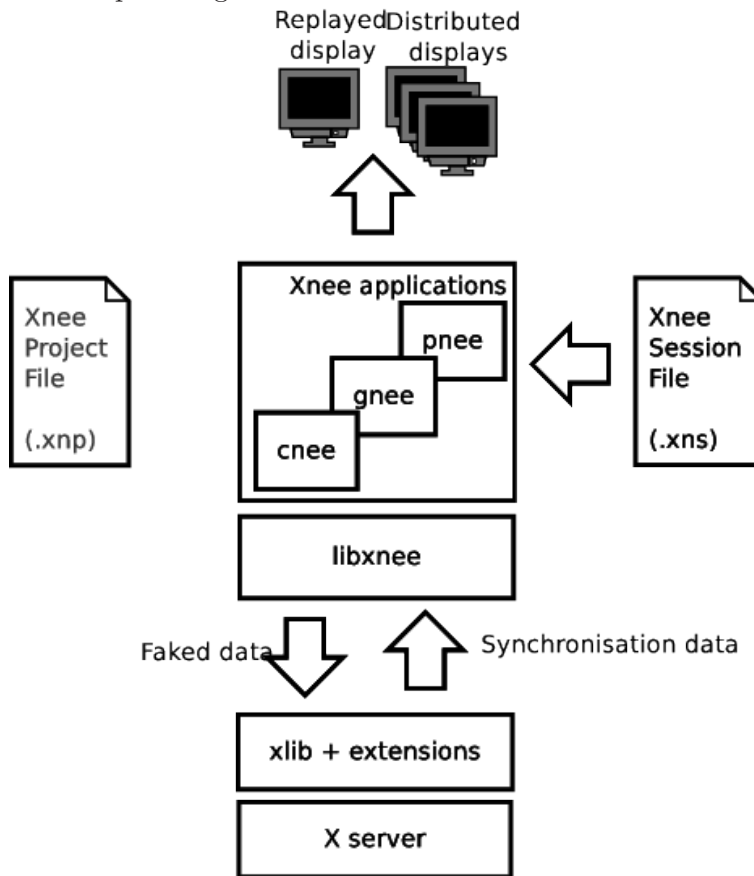 Replayed
display
Distributed
displays
Xnee applications
pnee
gnee
cnee
Xnee
Project
File
(.xnp)
Xnee
Session
File
(.xns)
libxnee
Faked data
Synchronisation data
xlib + extensions
X server